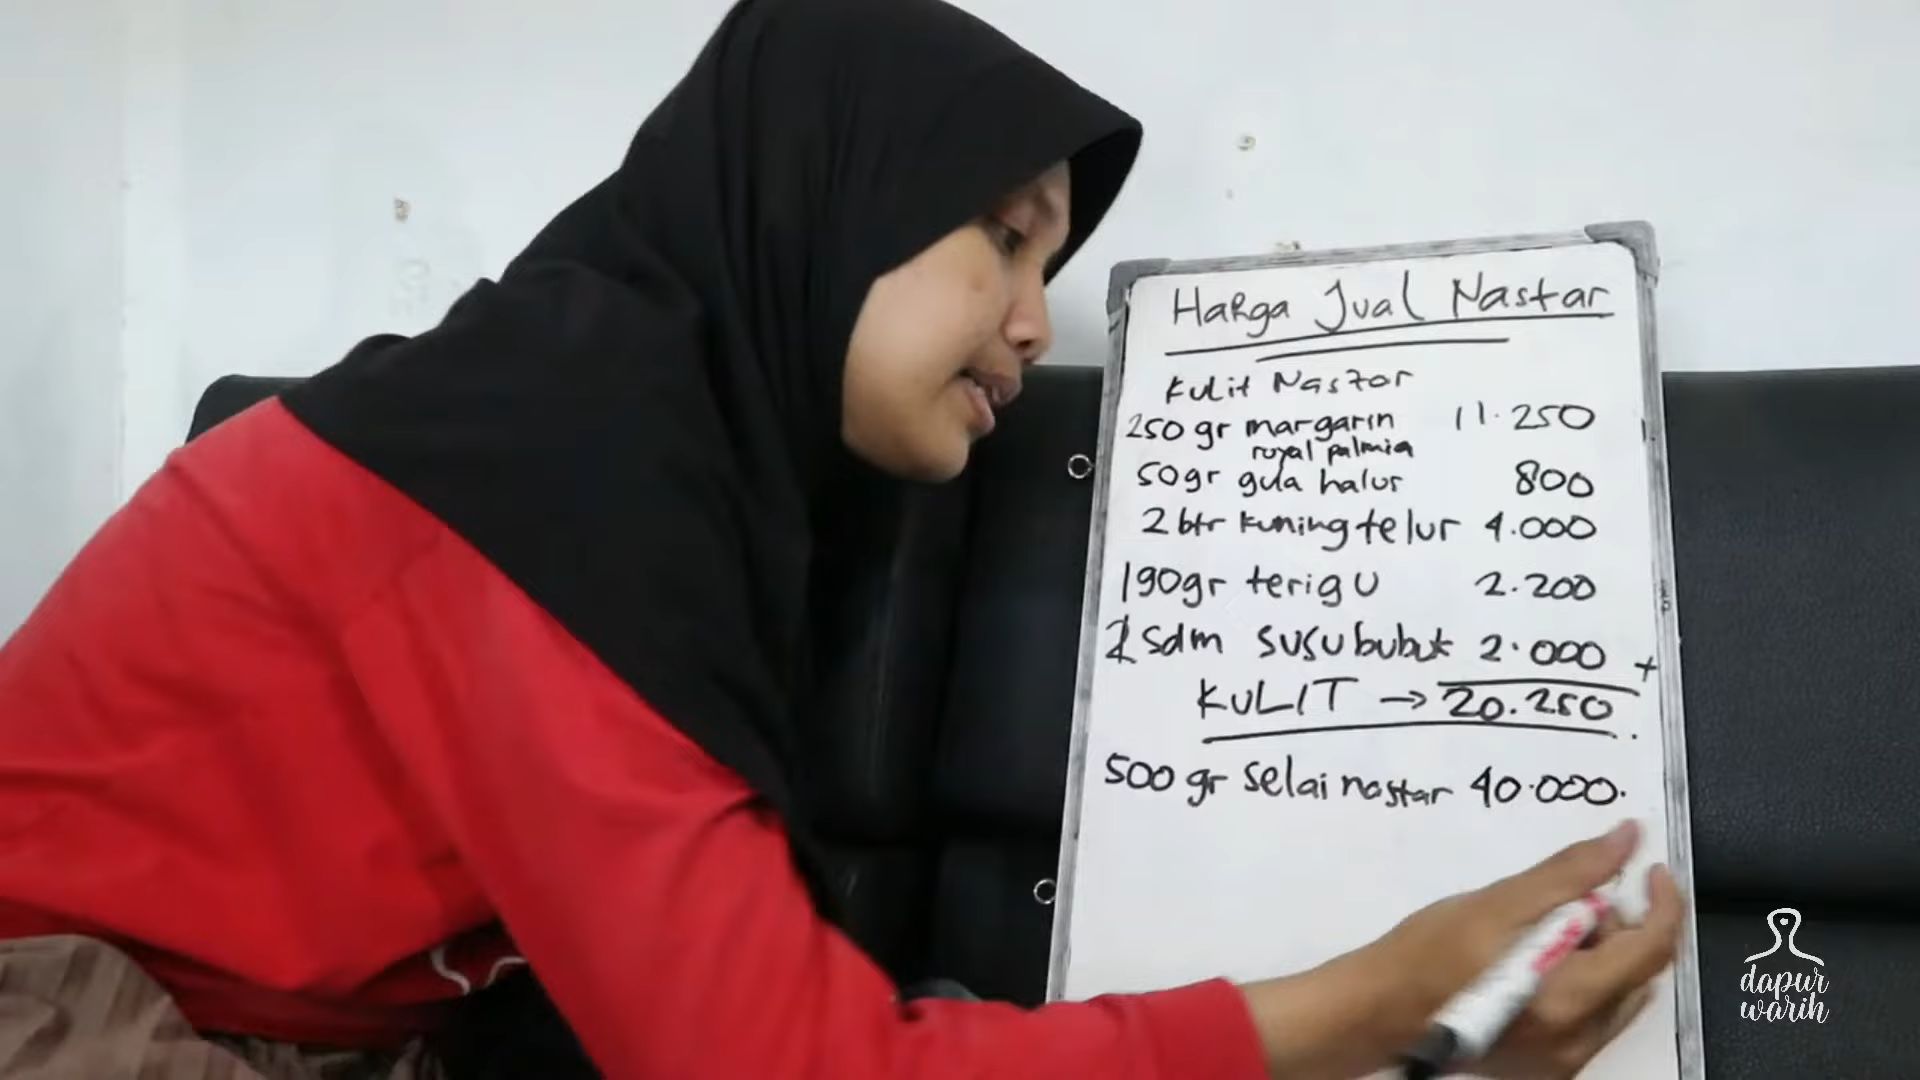 Harga Jual Nastar
Kulit Nastar
250 gr margarin 11.250
royal palmia
50gr gula halus 800
2 btr kuning telur 4.000
190gr terigu 2.200
2 sdm susu bubuk 2.000 +
KULIT → 20.250
500 gr selai nastar 40.000.
dapur
warih